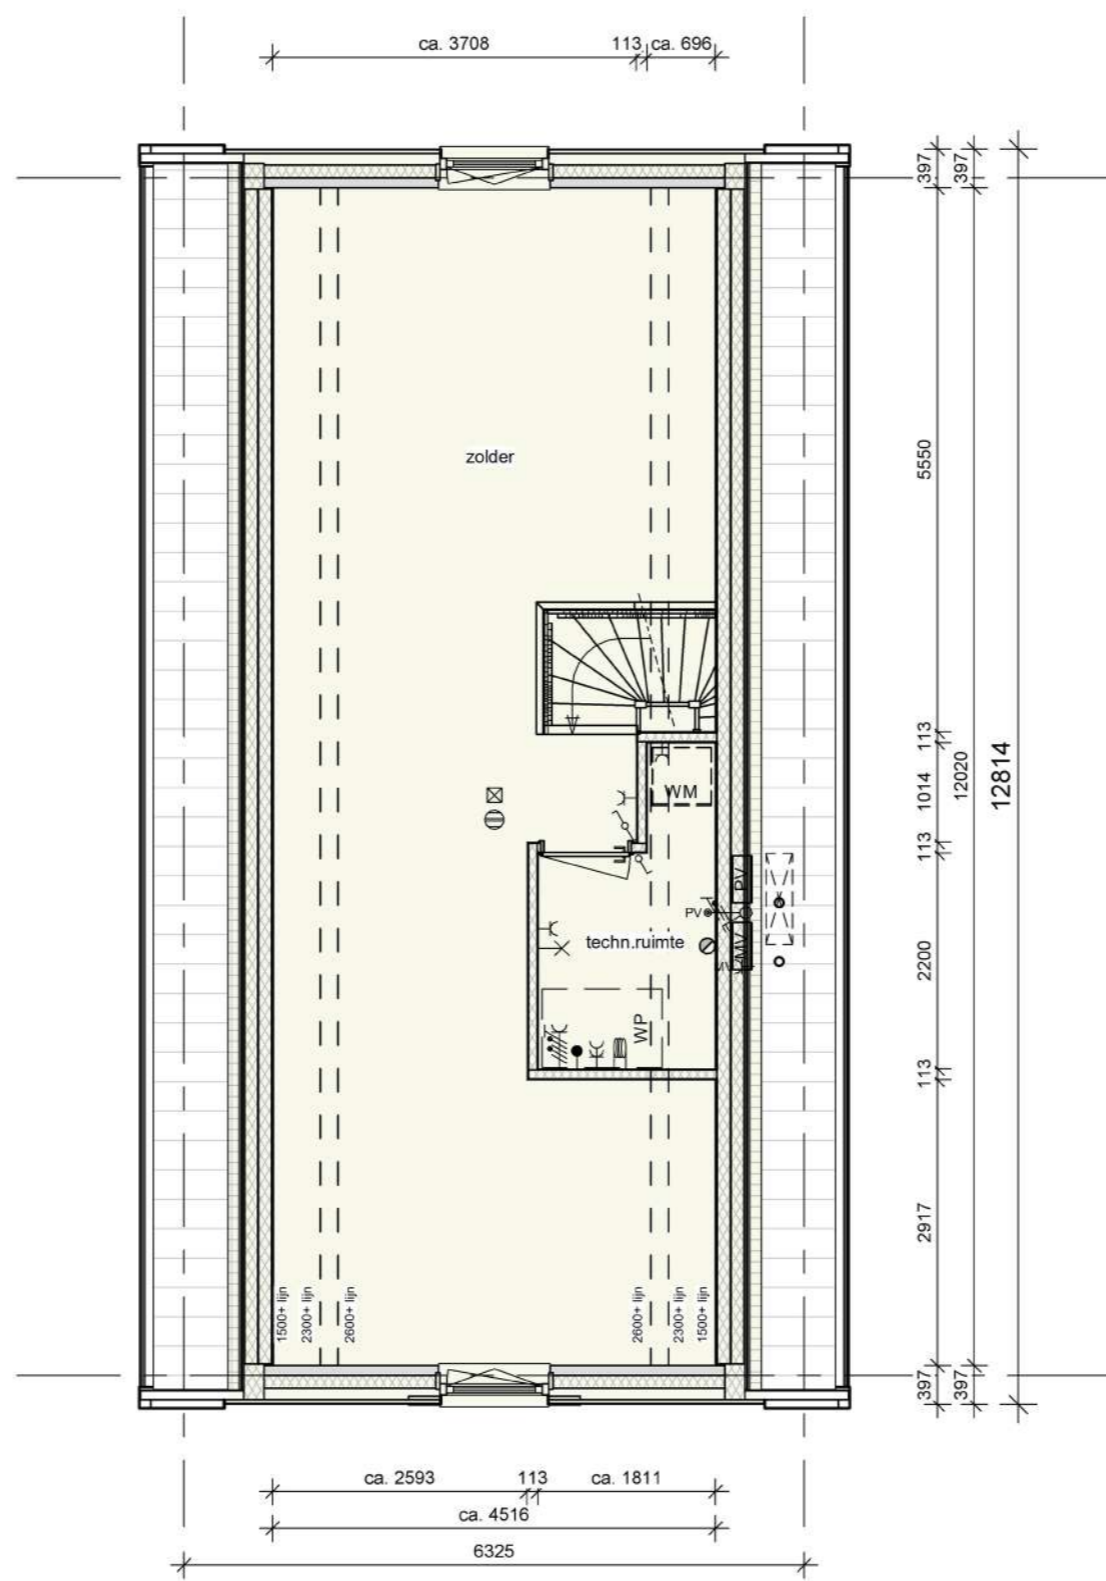 ca. 3708
113
ca. 696
397
397
zolder
5550
113
WM
1014
12020
12814
113
PV
PV
techn.ruimte
MV
2200
WP
113
2917
1500+ lijn
2300+ lijn
2600+ lijn
2600+ lijn
2300+ lijn
1500+ lijn
397
397
ca. 2593
113
ca. 1811
ca. 4516
6325